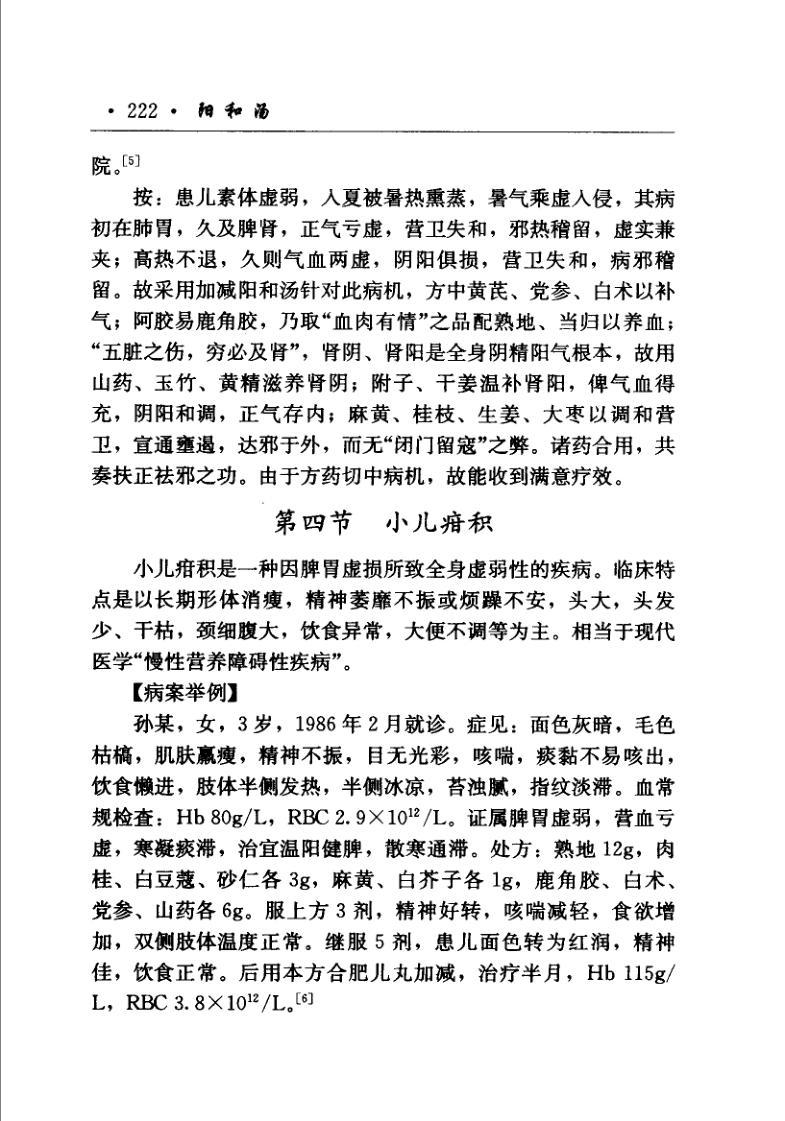 · 222 · 阳和汤
院。[5]
按：患儿素体虚弱，入夏被暑热熏蒸，暑气乘虚入侵，其病
初在肺胃，久及脾肾，正气亏虚，营卫失和，邪热稽留，虚实兼
夹；高热不退，久则气血两虚，阴阳俱损，营卫失和，病邪稽
留。故采用加减阳和汤针对此病机，方中黄芪、党参、白术以补
气；阿胶易鹿角胶，乃取“血肉有情”之品配熟地、当归以养血；
“五脏之伤，穷必及肾”，肾阴、肾阳是全身阴精阳气根本，故用
山药、玉竹、黄精滋养肾阴；附子、干姜温补肾阳，俾气血得
充，阴阳和调，正气存内；麻黄、桂枝、生姜、大枣以调和营
卫，宣通壅遏，达邪于外，而无“闭门留寇”之弊。诸药合用，共
奏扶正祛邪之功。由于方药切中病机，故能收到满意疗效。
第四节 小儿疳积
小儿疳积是一种因脾胃虚损所致全身虚弱性的疾病。临床特
点是以长期形体消瘦，精神萎靡不振或烦躁不安，头大，头发
少、干枯，颈细腹大，饮食异常，大便不调等为主。相当于现代
医学“慢性营养障碍性疾病”。
【病案举例】
孙某，女，3岁，1986年2月就诊。症见：面色灰暗，毛色
枯槁，肌肤羸瘦，精神不振，目无光彩，咳喘，痰黏不易咳出，
饮食懒进，肢体半侧发热，半侧冰凉，苔浊腻，指纹淡滞。血常
规检查：Hb 80g/L，RBC 2.9×10¹²/L。证属脾胃虚弱，营血亏
虚，寒凝痰滞，治宜温阳健脾，散寒通滞。处方：熟地12g，肉
桂、白豆蔻、砂仁各3g，麻黄、白芥子各1g，鹿角胶、白术、
党参、山药各6g。服上方3剂，精神好转，咳喘减轻，食欲增
加，双侧肢体温度正常。继服5剂，患儿面色转为红润，精神
佳，饮食正常。后用本方合肥儿丸加减，治疗半月，Hb 115g/
L，RBC 3.8×10¹²/L。[6]